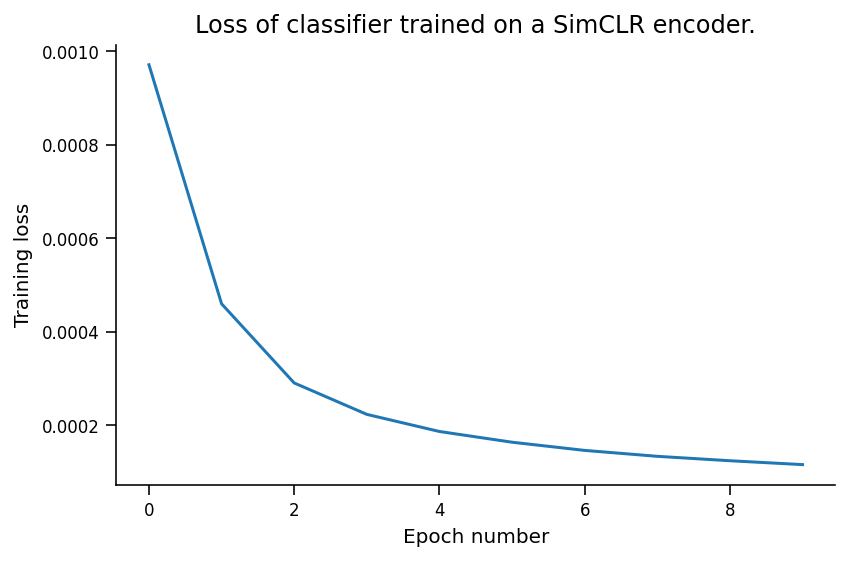 Loss of classifier trained on a SimCLR encoder.
0.0010
0.0008
0.0006
0.0004
0.0002
Training loss
0 2 4 6 8
Epoch number